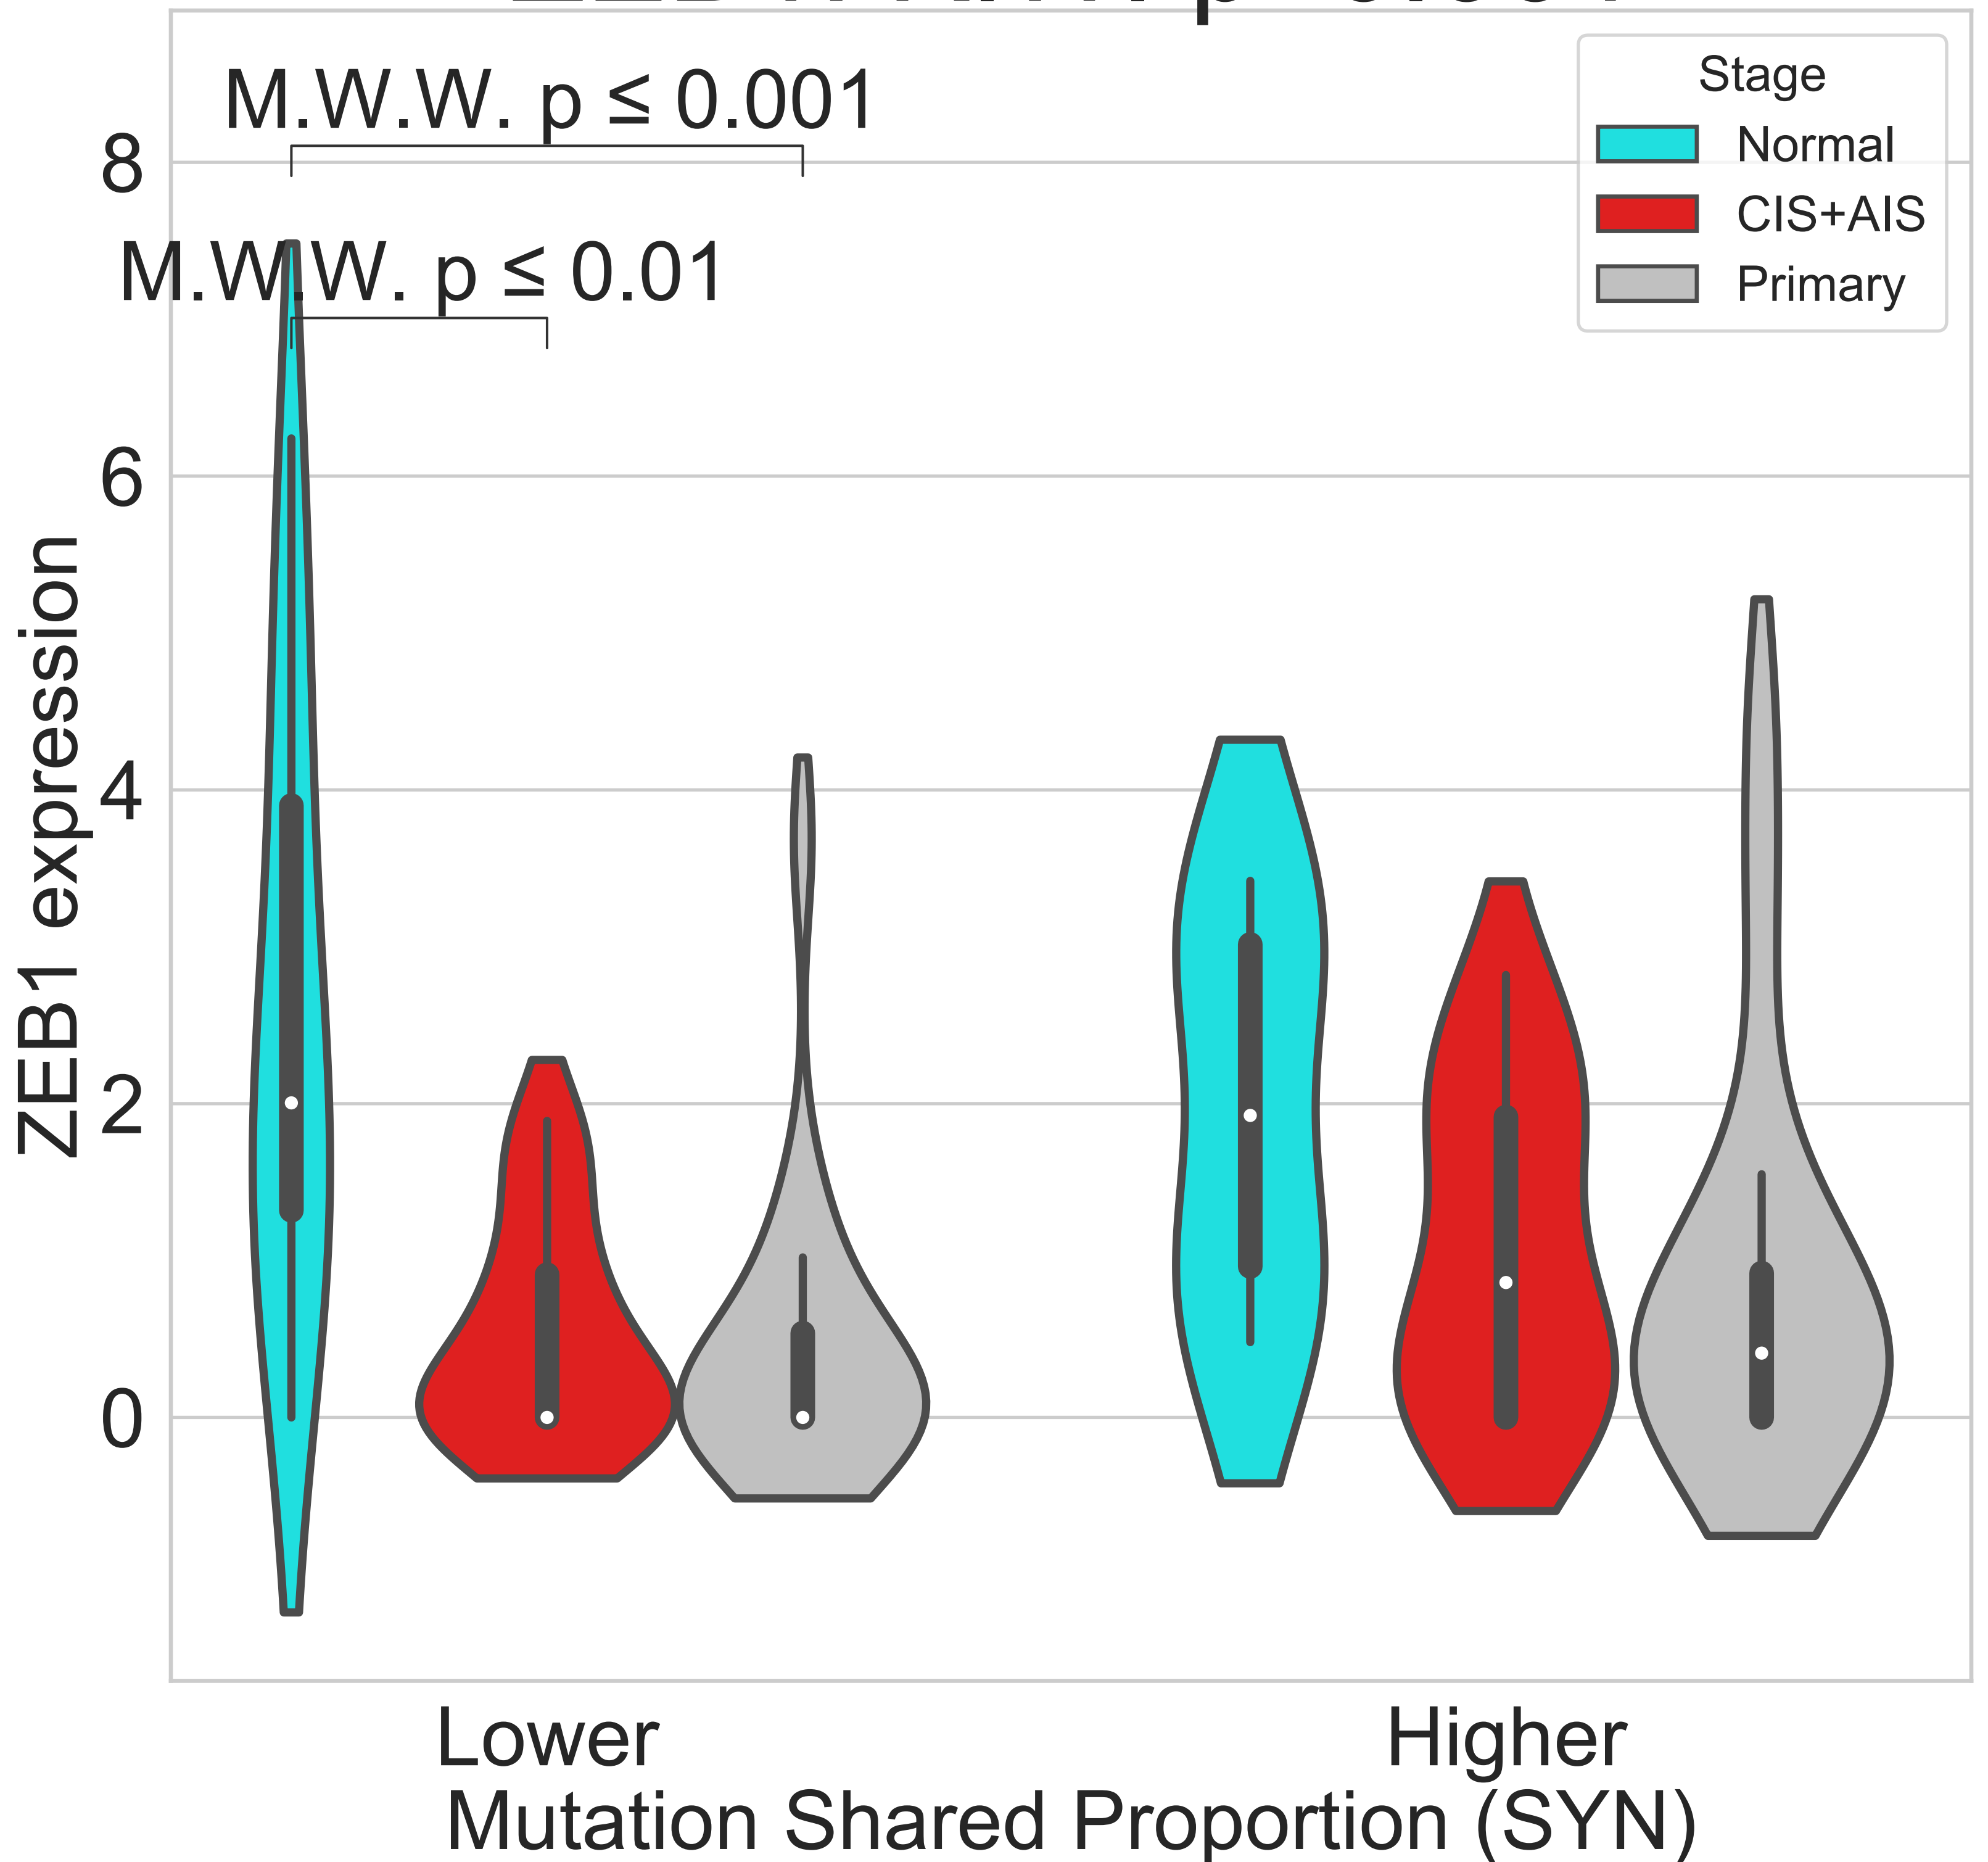 M.W.W. p ≤ 0.001
M.W.W. p ≤ 0.01
Stage
Normal
CIS+AIS
Primary
8
6
4
2
0
ZEB1 expression
Lower
Higher
Mutation Shared Proportion (SYN)